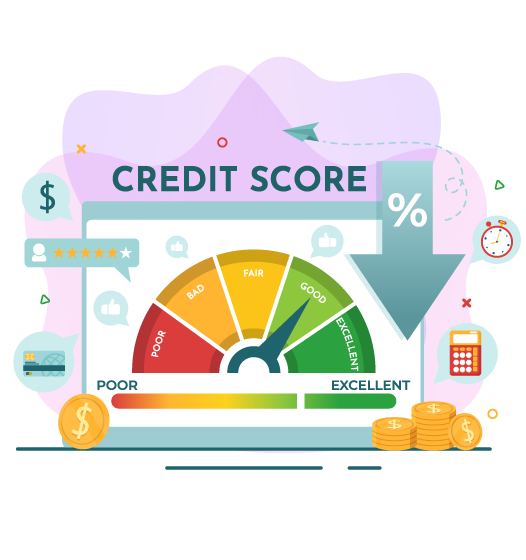 CREDIT SCORE
$
%
FAIR
BAD
GOOD
POOR
EXCELLENT
POOR
EXCELLENT
$
$
$
$